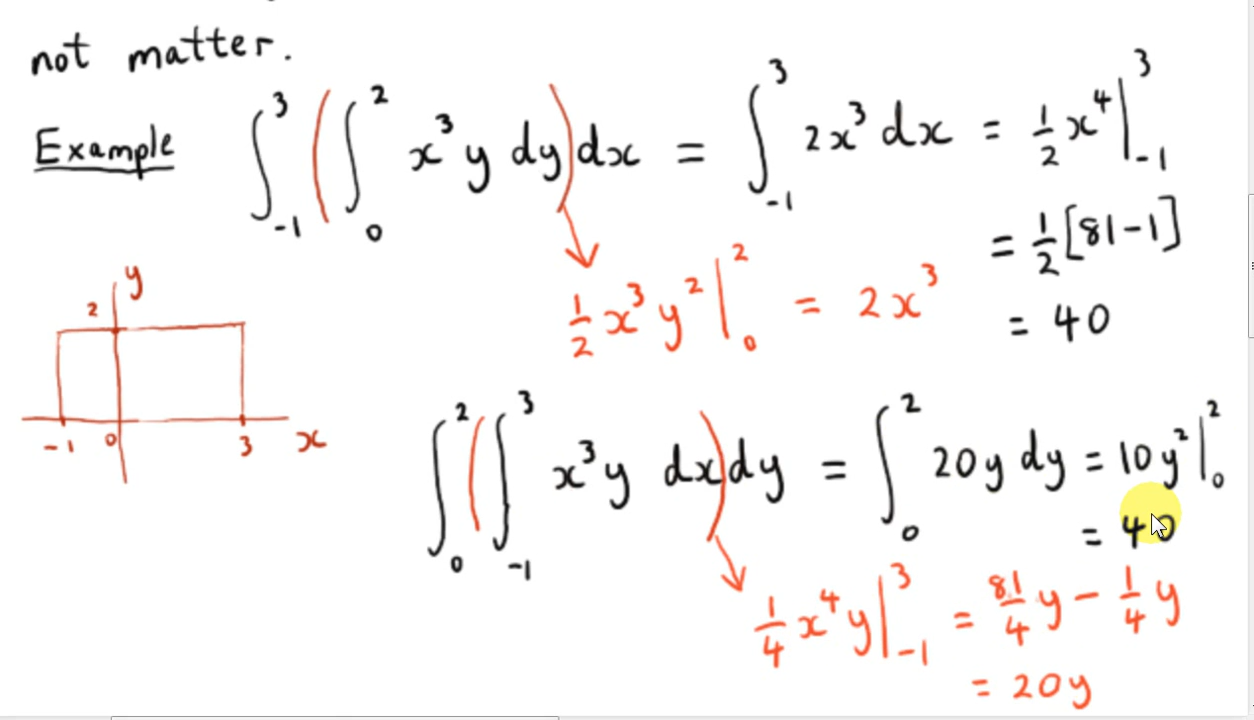 not matter.
Example ∫_{-1}^{3} ( ∫_{0}^{2} x³y dy ) dx = ∫_{-1}^{3} 2x³ dx = ½x⁴ |_{-1}^{3}
= ½[81-1]
½x³y² |_{0}^{2} = 2x³
= 40
y
2
-1 0 3 x
∫_{0}^{2} ( ∫_{-1}^{3} x³y dx ) dy = ∫_{0}^{2} 20y dy = 10y² |_{0}^{2}
= 40
¼x⁴y |_{-1}^{3} = 81/4 y - ¼y
= 20y